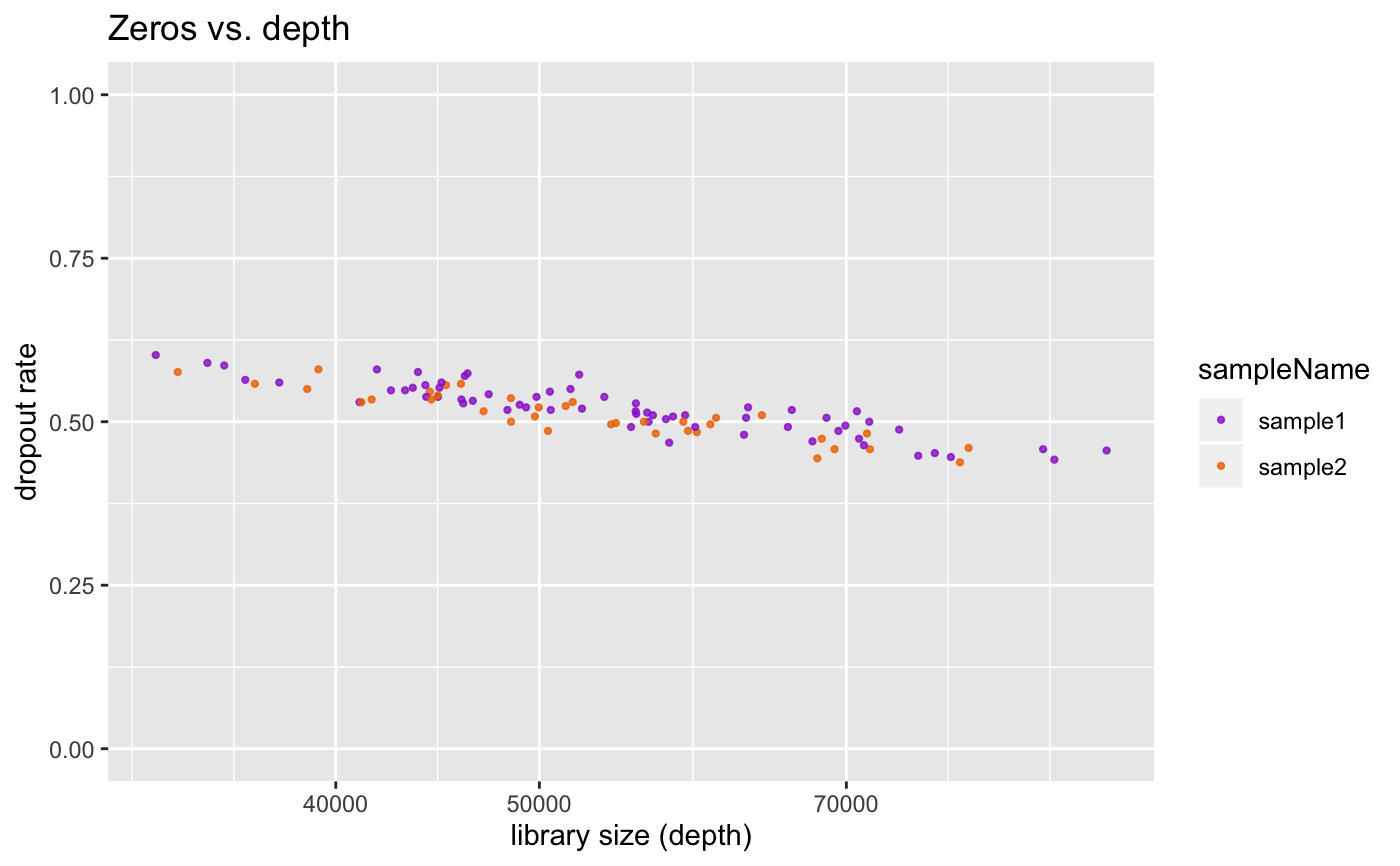 Zeros vs. depth
1.00
0.75
0.50
0.25
0.00
dropout rate
40000
50000
70000
library size (depth)
sampleName
sample1
sample2